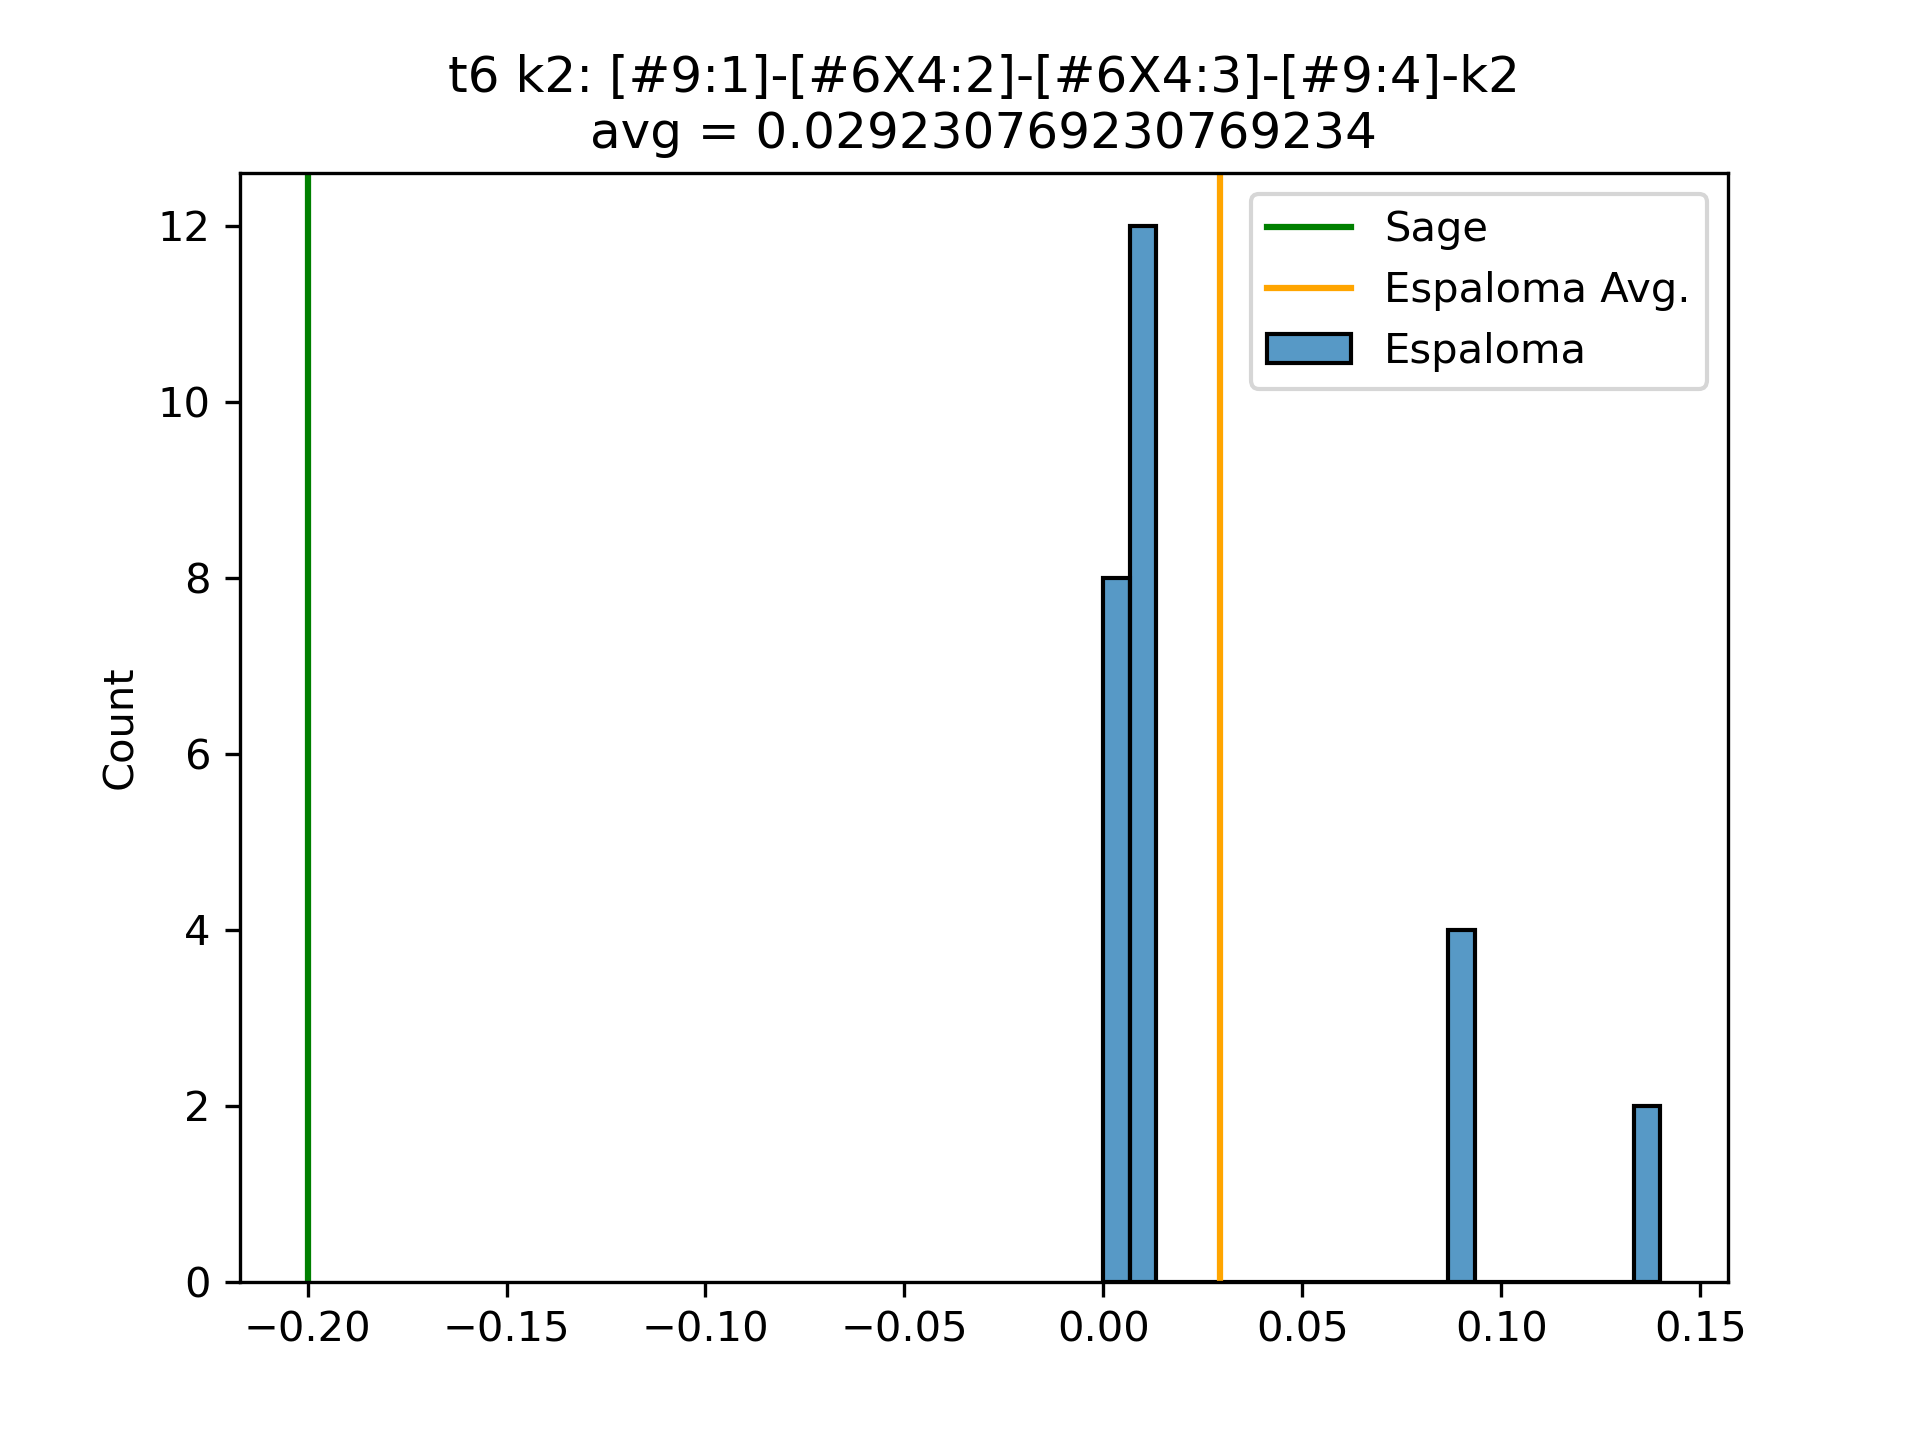 t6 k2: [#9:1]-[#6X4:2]-[#6X4:3]-[#9:4]-k2
avg = 0.029230769230769234
Sage
Espaloma Avg.
Espaloma
Count
12
10
8
6
4
2
0
−0.20
−0.15
−0.10
−0.05
0.00
0.05
0.10
0.15